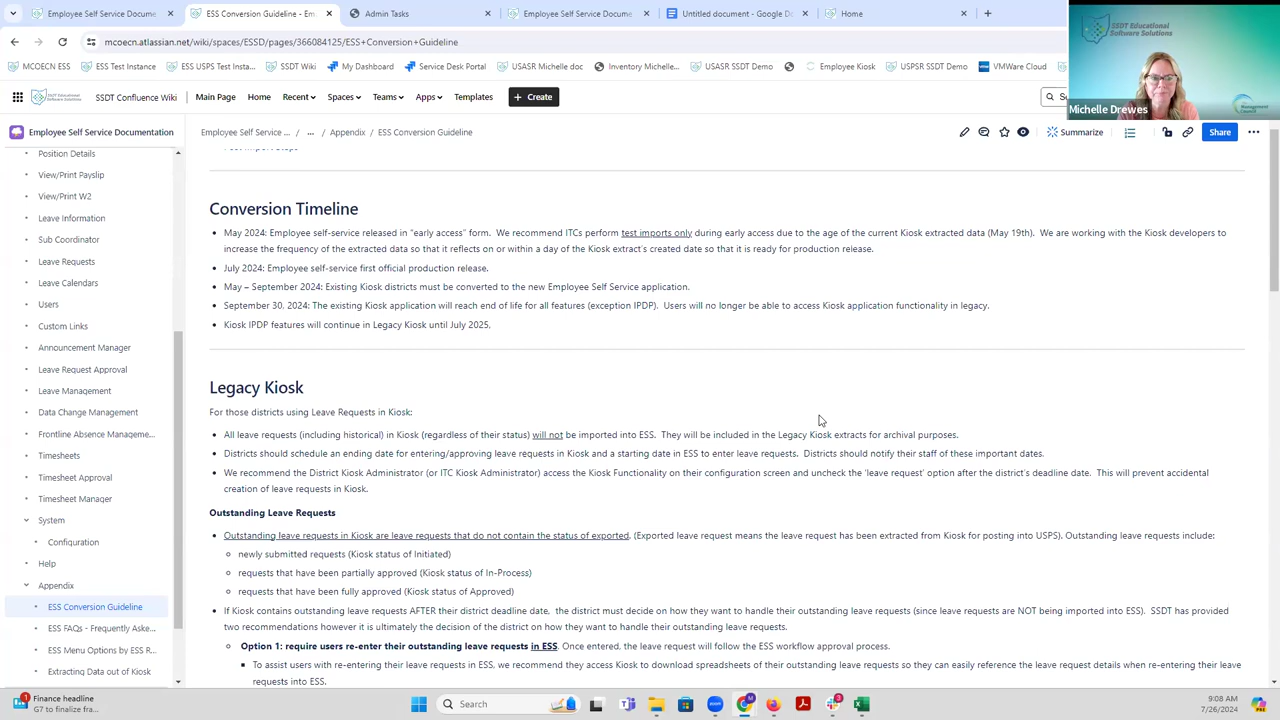 Employee Self Service Docume
ESS Conversion Guideline - Em
Admin Tasks
Employee Self Service Docume
Untitled document - Google Do
Home
mcoecn.atlassian.net/wiki/spaces/ESSD/pages/366084125/ESS+Conversion+Guideline
MCOECN ESS
ESS Test Instance
ESS USPS Test Insta...
SSDT Wiki
My Dashboard
Service Desk Portal
USASR Michelle doc
Inventory Michelle...
USASR SSDT Demo
Employee Kiosk
USPSR SSDT Demo
VMWare Cloud
SSDT Educational
Software Solutions
Michelle Drewes
SSDT Confluence Wiki
Main Page
Home
Recent
Spaces
Teams
Apps
Templates
+ Create
Employee Self Service Documentation
Employee Self Service ... / ... / Appendix / ESS Conversion Guideline
Summarize
Share
Position Details
View/Print Payslip
View/Print W2
Leave Information
Sub Coordinator
Leave Requests
Leave Calendars
Users
Custom Links
Announcement Manager
Leave Request Approval
Leave Management
Data Change Management
Frontline Absence Manageme...
Timesheets
Timesheet Approval
Timesheet Manager
System
Configuration
Help
Appendix
ESS Conversion Guideline
ESS FAQs - Frequently Aske...
ESS Menu Options by ESS R...
Extracting Data out of Kiosk
Conversion Timeline
May 2024: Employee self-service released in "early access" form. We recommend ITCs perform test imports only during early access due to the age of the current Kiosk extracted data (May 19th). We are working with the Kiosk developers to
increase the frequency of the extracted data so that it reflects on or within a day of the Kiosk extract's created date so that it is ready for production release.
July 2024: Employee self-service first official production release.
May – September 2024: Existing Kiosk districts must be converted to the new Employee Self Service application.
September 30, 2024: The existing Kiosk application will reach end of life for all features (exception IPDP). Users will no longer be able to access Kiosk application functionality in legacy.
Kiosk IPDP features will continue in Legacy Kiosk until July 2025.
Legacy Kiosk
For those districts using Leave Requests in Kiosk:
All leave requests (including historical) in Kiosk (regardless of their status) will not be imported into ESS. They will be included in the Legacy Kiosk extracts for archival purposes.
Districts should schedule an ending date for entering/approving leave requests in Kiosk and a starting date in ESS to enter leave requests. Districts should notify their staff of these important dates.
We recommend the District Kiosk Administrator (or ITC Kiosk Administrator) access the Kiosk Functionality on their configuration screen and uncheck the 'leave request' option after the district's deadline date. This will prevent accidental
creation of leave requests in Kiosk.
Outstanding Leave Requests
Outstanding leave requests in Kiosk are leave requests that do not contain the status of exported. (Exported leave request means the leave request has been extracted from Kiosk for posting into USPS). Outstanding leave requests include:
newly submitted requests (Kiosk status of Initiated)
requests that have been partially approved (Kiosk status of In-Process)
requests that have been fully approved (Kiosk status of Approved)
If Kiosk contains outstanding leave requests AFTER their district deadline date, the district must decide on how they want to handle their outstanding leave requests (since leave requests are NOT being imported into ESS). SSDT has provided
two recommendations however it is ultimately the decision of the district on how they want to handle their outstanding leave requests.
Option 1: require users re-enter their outstanding leave requests in ESS. Once entered, the leave request will follow the ESS workflow approval process.
To assist users with re-entering their leave requests in ESS, we recommend they access Kiosk to download spreadsheets of their outstanding leave requests so they can easily reference the leave request details when re-entering their leave
requests into ESS.
Finance headline
G7 to finalize fra...
Search
9:08 AM
7/26/2024